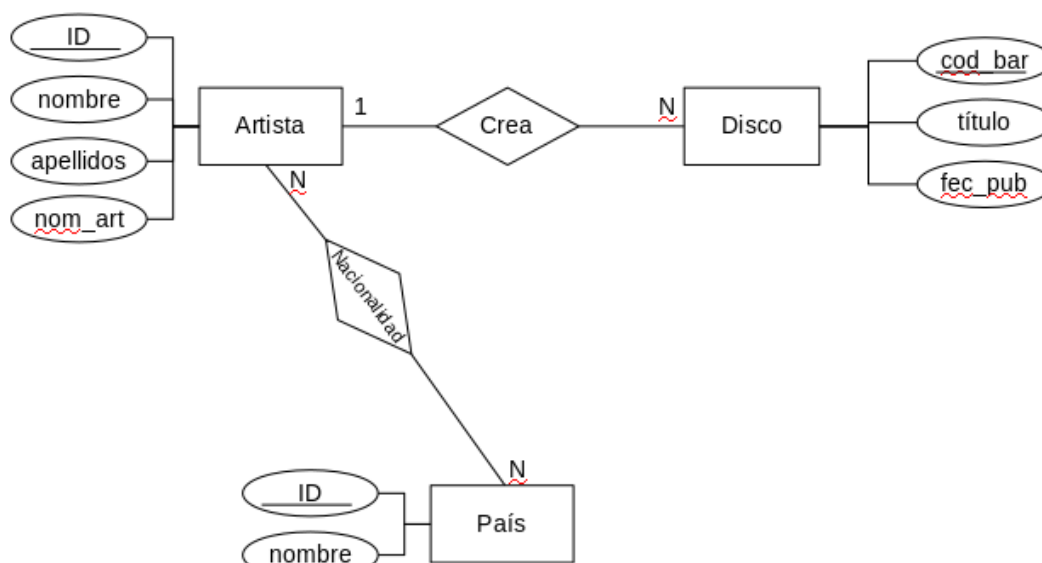 ID
nombre
apellidos
nom_art
Artista
1
Crea
N
Disco
cod_bar
título
fec_pub
N
Nacionalidad
N
País
ID
nombre